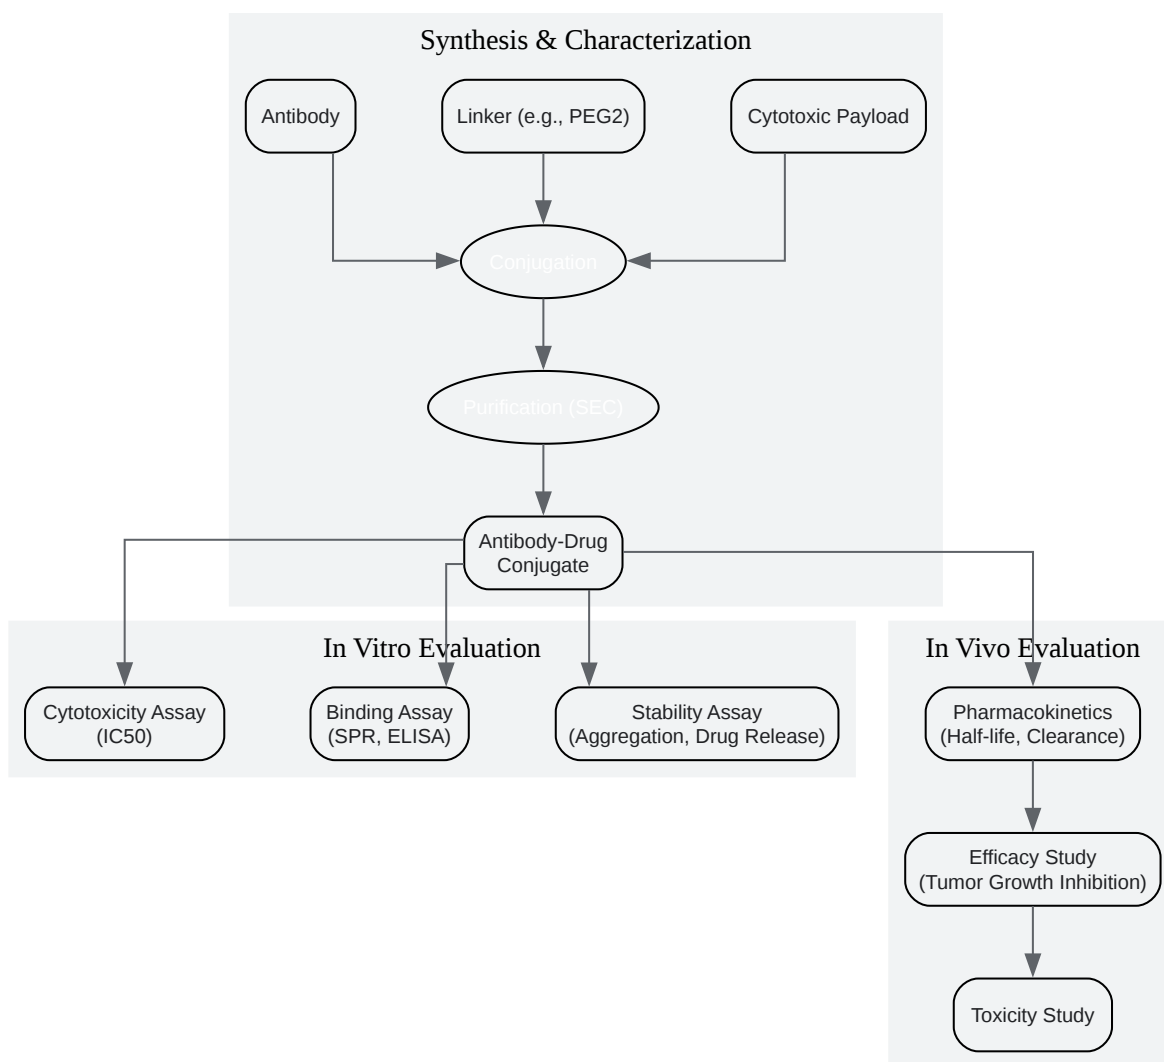 Synthesis & Characterization
Antibody
Linker (e.g., PEG2)
Cytotoxic Payload
Conjugation
Purification (SEC)
Antibody-Drug
Conjugate
In Vitro Evaluation
In Vivo Evaluation
Cytotoxicity Assay
(IC50)
Binding Assay
(SPR, ELISA)
Stability Assay
(Aggregation, Drug Release)
Pharmacokinetics
(Half-life, Clearance)
Efficacy Study
(Tumor Growth Inhibition)
Toxicity Study